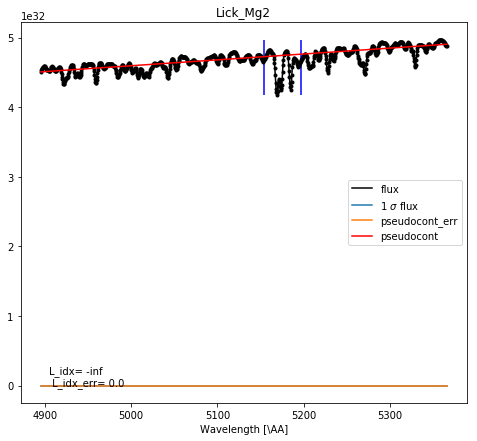 Lick_Mg2
1e32
5
4
3
2
1
0
flux
1 σ flux
pseudocont_err
pseudocont
L_idx= -inf
L_idx_err= 0.0
4900 5000 5100 5200 5300
Wavelength [\AA]